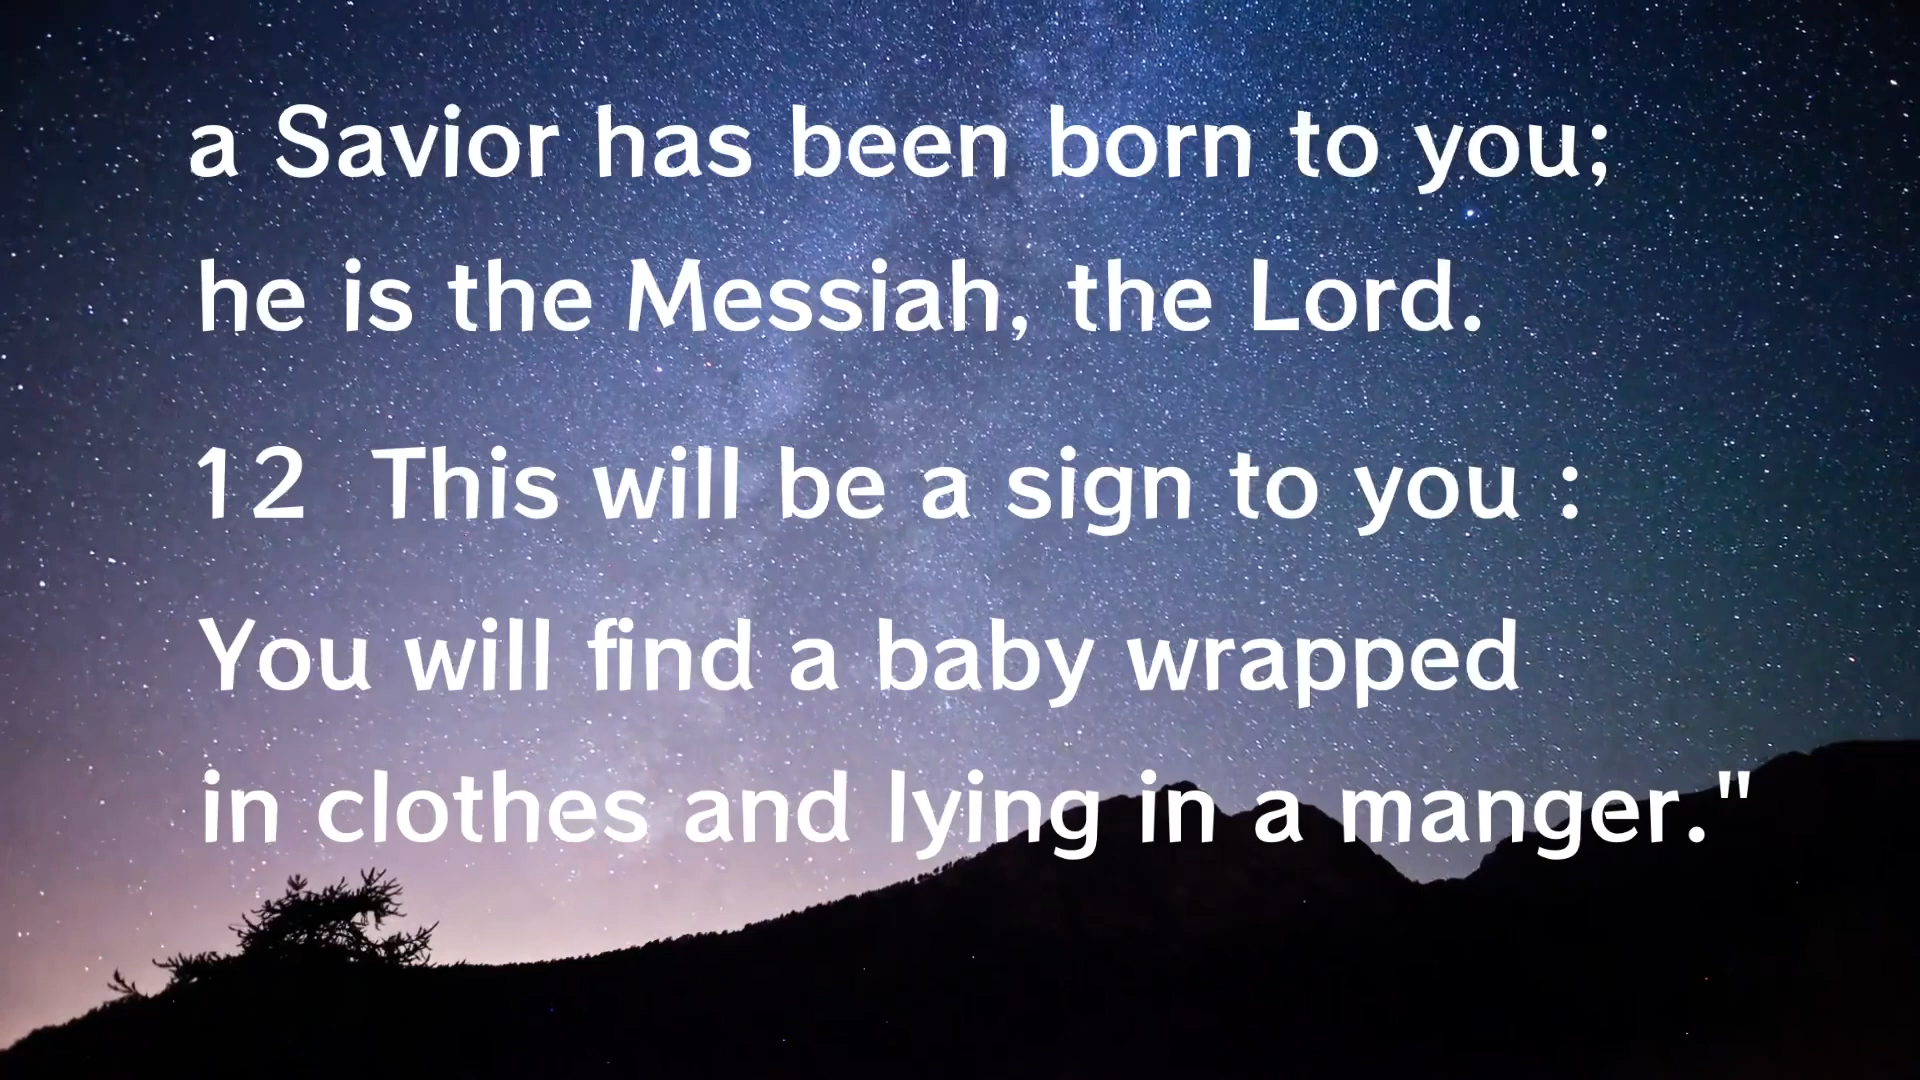 a Savior has been born to you;
he is the Messiah, the Lord.
12 This will be a sign to you :
You will find a baby wrapped
in clothes and lying in a manger."